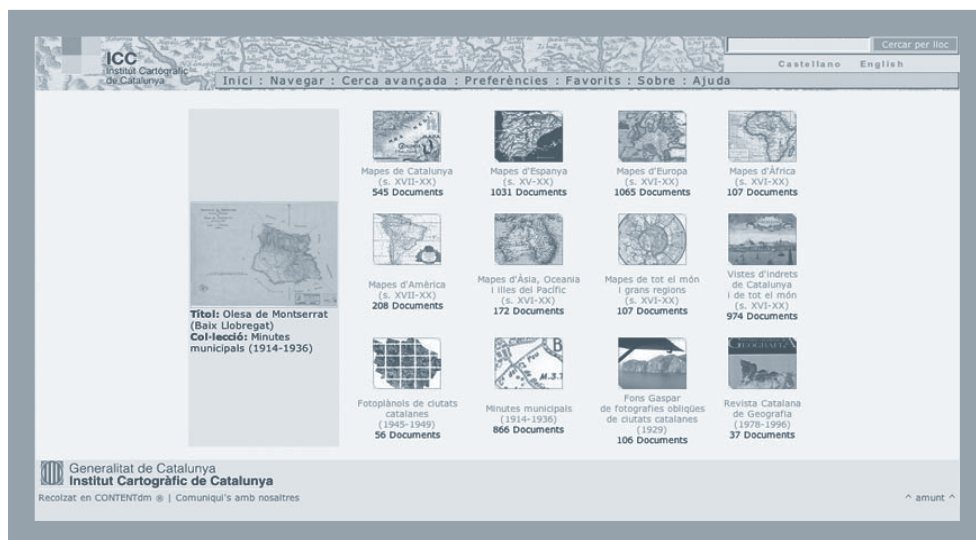 ICC
Institut Cartogràfic
de Catalunya
Cercar per lloc
Castellano English
Inici : Navegar : Cerca avançada : Preferències : Favorits : Sobre : Ajuda
Mapes de Catalunya
(s. XVII-XX)
545 Documents
Mapes d'Espanya
(s. XV-XX)
1031 Documents
Mapes d'Europa
(s. XVI-XX)
1065 Documents
Mapes d'Àfrica
(s. XVI-XX)
107 Documents
Títol: Olesa de Montserrat
(Baix Llobregat)
Col·lecció: Minutes
municipals (1914-1936)
Mapes d'Amèrica
(s. XVI-XX)
208 Documents
Mapes d'Àsia, Oceania
i illes del Pacífic
(s. XVI-XX)
172 Documents
Mapes de tot el món
i grans regions
(s. XVI-XX)
107 Documents
Vistes d'indrets
de Catalunya
i de tot el món
(s. XVI-XX)
974 Documents
Fotoplànols de ciutats
catalanes
(1945-1949)
56 Documents
B
M.3.1
Minutes municipals
(1914-1936)
866 Documents
Fons Gaspar
de fotografies obliqües
de ciutats catalanes
(1929)
106 Documents
GEOGRAFIA
Revista Catalana
de Geografia
(1978-1996)
37 Documents
Generalitat de Catalunya
Institut Cartogràfic de Catalunya
Recolzat en CONTENTdm ® | Comuniqui's amb nosaltres
^ amunt ^